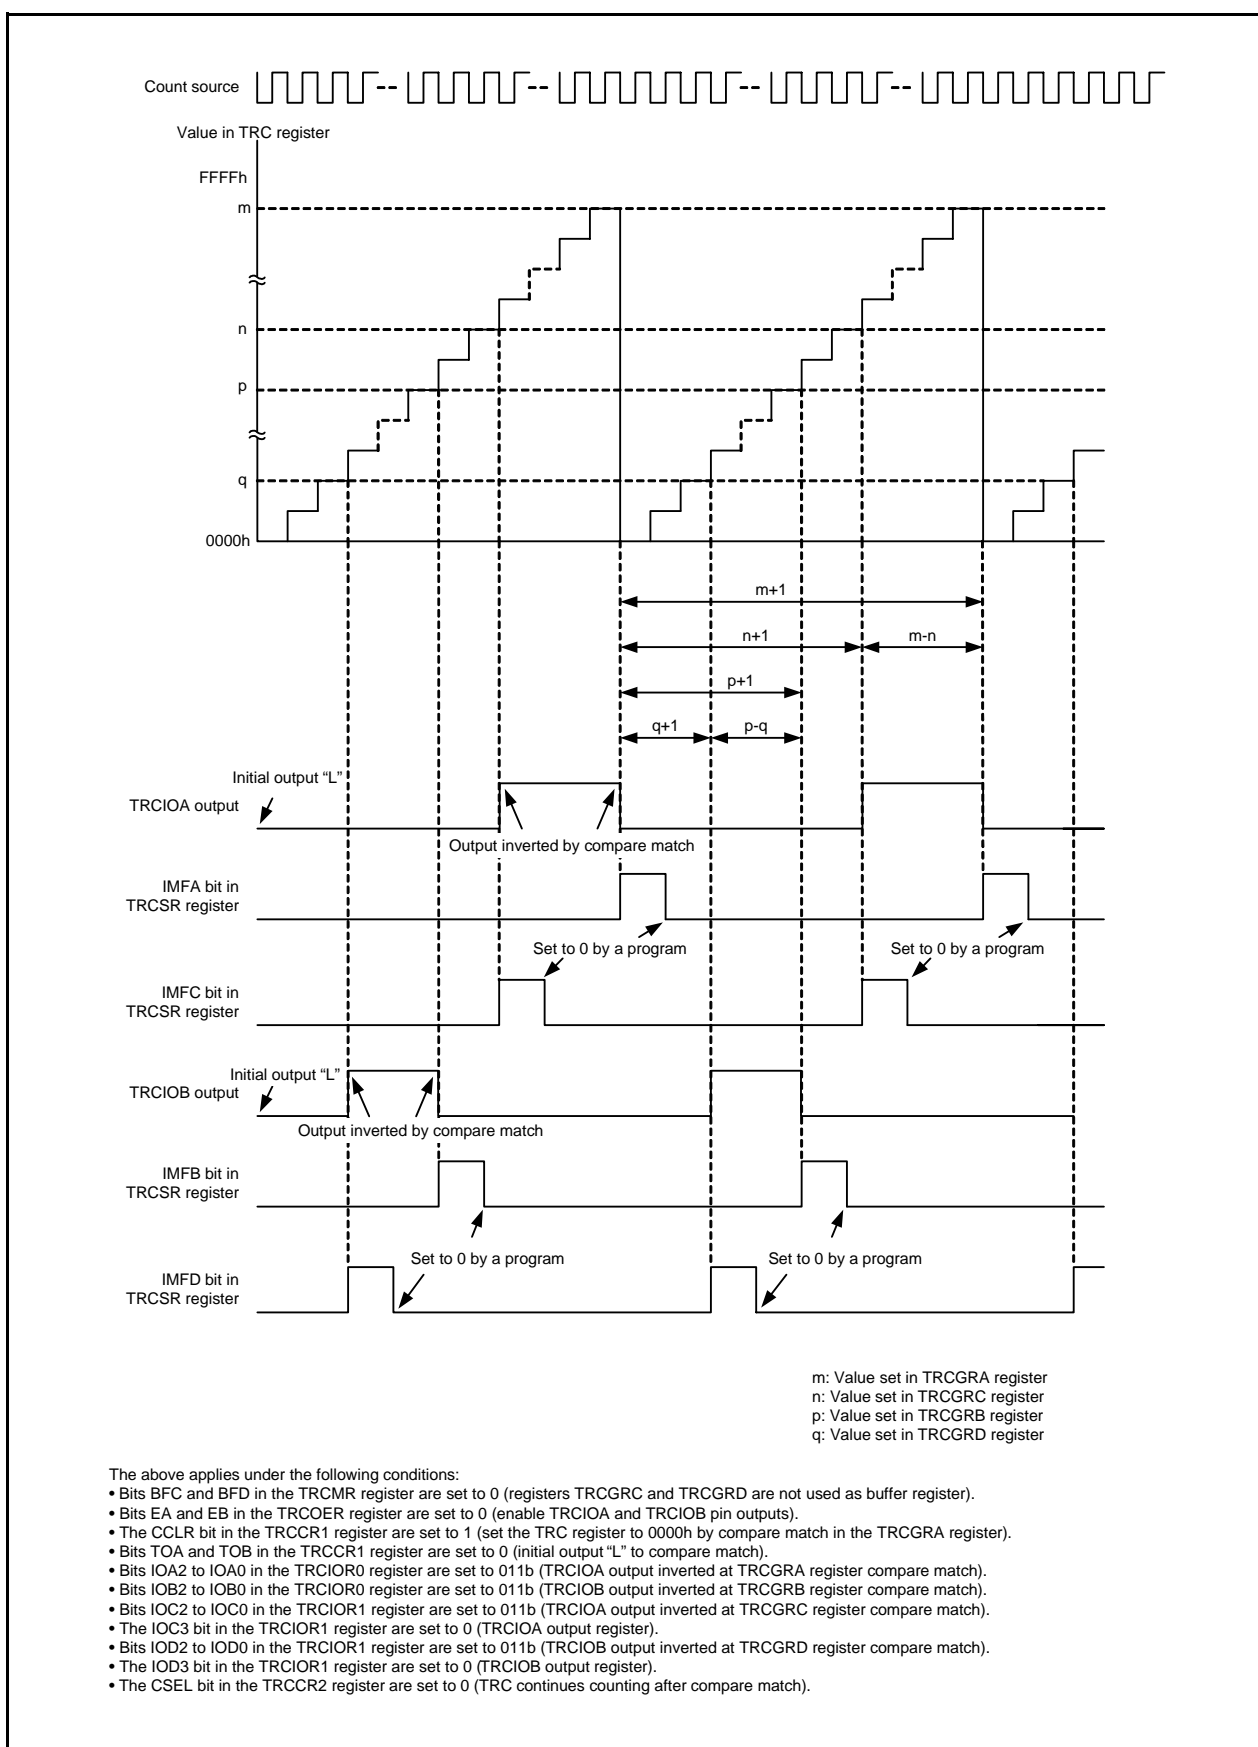 Count source
Value in TRC register
FFFFh
m
n
p
q
0000h
m+1
n+1
m-n
p+1
q+1
p-q
Initial output “L”
TRCIOA output
Output inverted by compare match
IMFA bit in
TRCSR register
Set to 0 by a program
Set to 0 by a program
IMFC bit in
TRCSR register
Initial output “L”
TRCIOB output
Output inverted by compare match
IMFB bit in
TRCSR register
Set to 0 by a program
Set to 0 by a program
IMFD bit in
TRCSR register
m: Value set in TRCGRA register
n: Value set in TRCGRC register
p: Value set in TRCGRB register
q: Value set in TRCGRD register
The above applies under the following conditions:
• Bits BFC and BFD in the TRCMR register are set to 0 (registers TRCGRC and TRCGRD are not used as buffer register).
• Bits EA and EB in the TRCOER register are set to 0 (enable TRCIOA and TRCIOB pin outputs).
• The CCLR bit in the TRCCR1 register are set to 1 (set the TRC register to 0000h by compare match in the TRCGRA register).
• Bits TOA and TOB in the TRCCR1 register are set to 0 (initial output “L” to compare match).
• Bits IOA2 to IOA0 in the TRCIOR0 register are set to 011b (TRCIOA output inverted at TRCGRA register compare match).
• Bits IOB2 to IOB0 in the TRCIOR0 register are set to 011b (TRCIOB output inverted at TRCGRB register compare match).
• Bits IOC2 to IOC0 in the TRCIOR1 register are set to 011b (TRCIOA output inverted at TRCGRC register compare match).
• The IOC3 bit in the TRCIOR1 register are set to 0 (TRCIOA output register).
• Bits IOD2 to IOD0 in the TRCIOR1 register are set to 011b (TRCIOB output inverted at TRCGRD register compare match).
• The IOD3 bit in the TRCIOR1 register are set to 0 (TRCIOB output register).
• The CSEL bit in the TRCCR2 register are set to 0 (TRC continues counting after compare match).